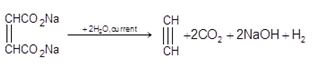 CHCO₂Na
CHCO₂Na
+2H₂O,current
CH
CH
+2CO₂ +2NaOH+H₂